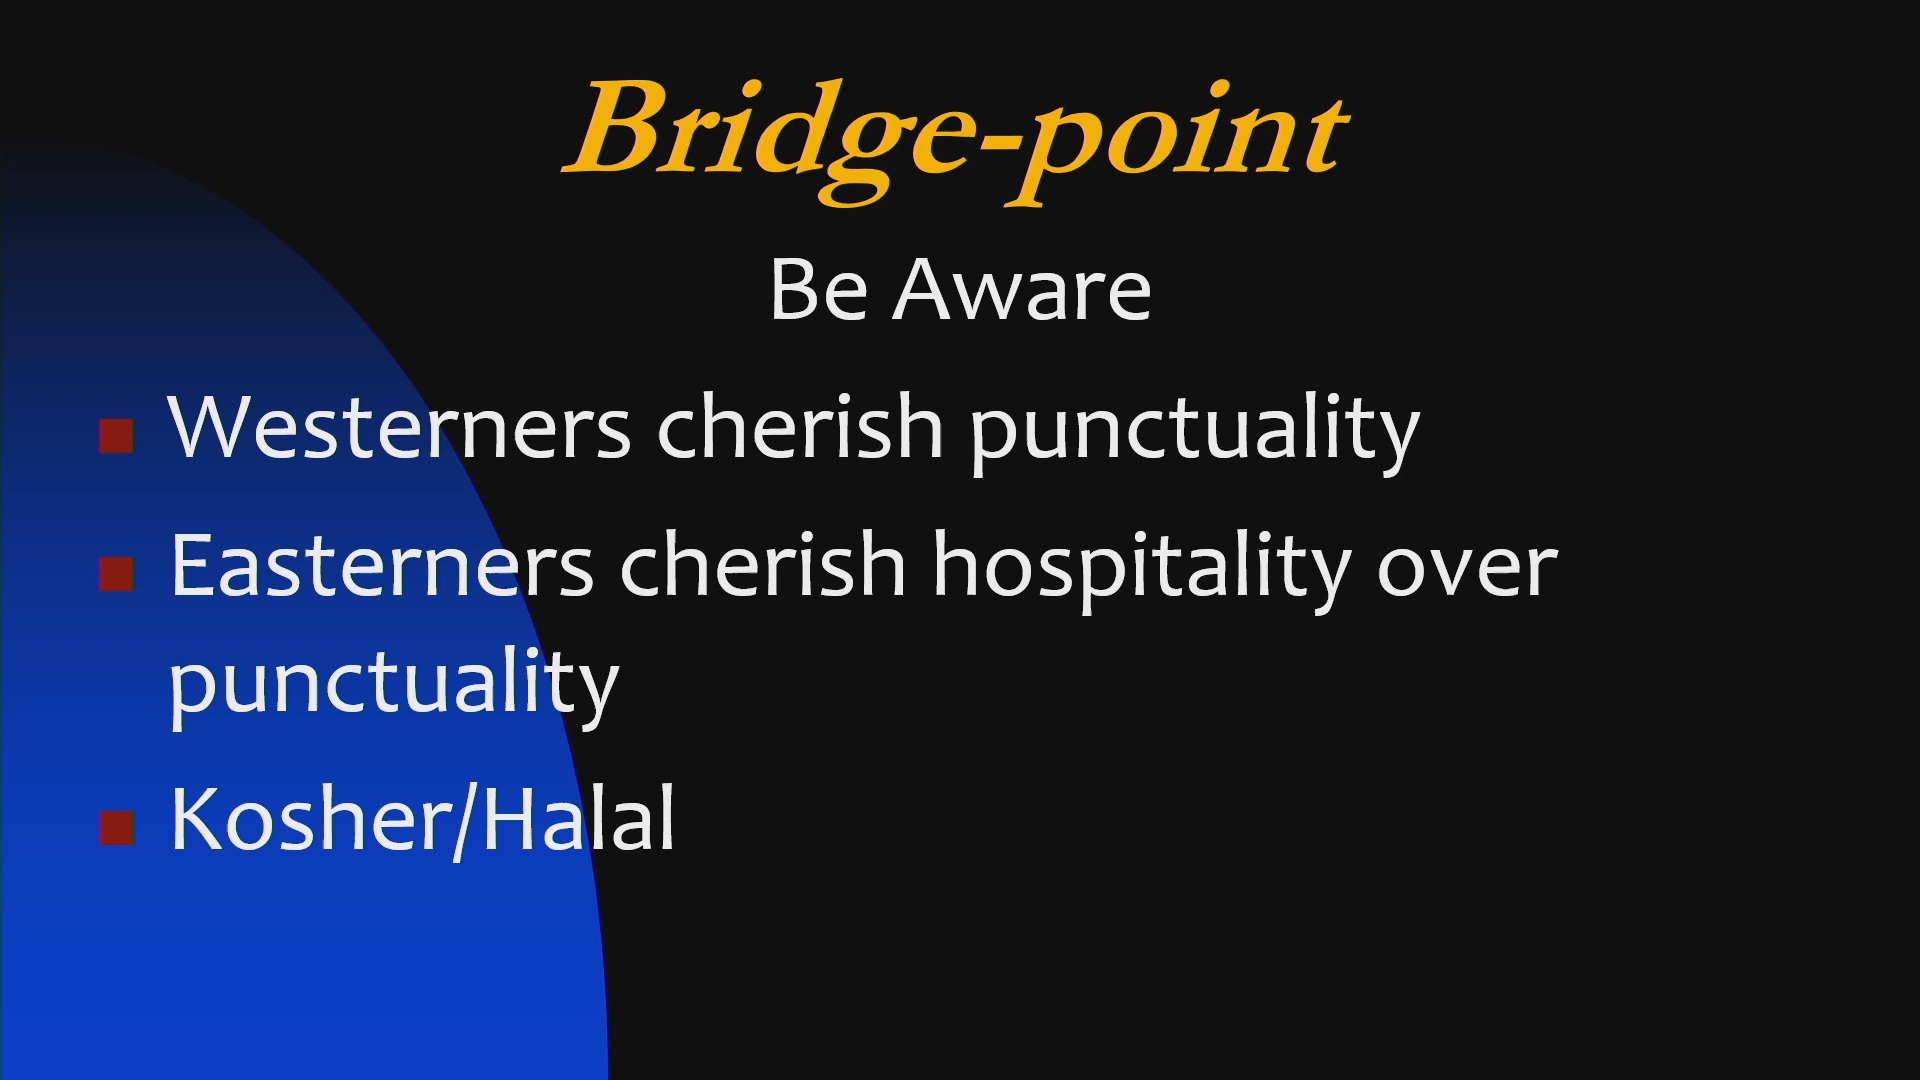 Bridge-point
Be Aware
Westerners cherish punctuality
Easterners cherish hospitality over
punctuality
Kosher/Halal